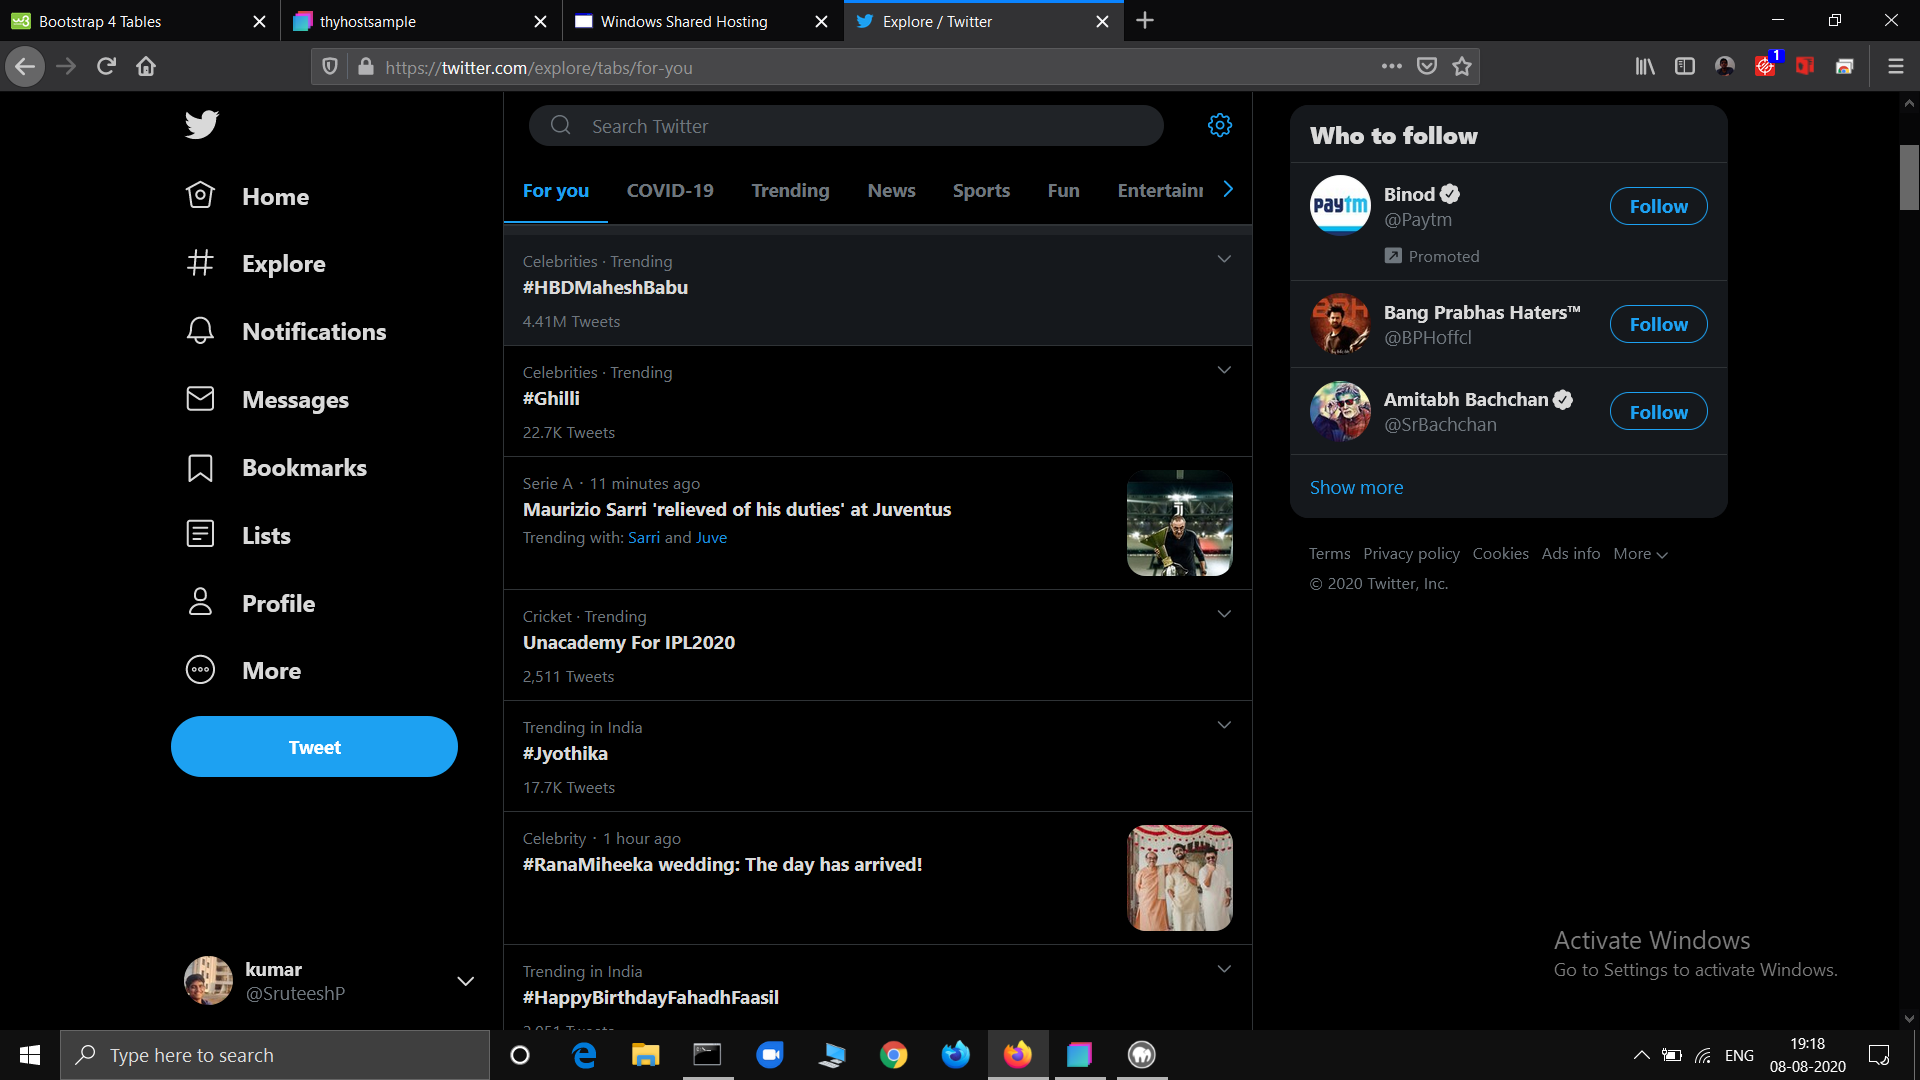 Bootstrap 4 Tables
thyhostsample
Windows Shared Hosting
Explore / Twitter
https://twitter.com/explore/tabs/for-you
1
Home
Explore
Notifications
Messages
Bookmarks
Lists
Profile
More
Tweet
kumar
@SruteeshP
Search Twitter
For you
COVID-19
Trending
News
Sports
Fun
Celebrities · Trending
#HBDMaheshBabu
4.41M Tweets
Celebrities · Trending
#Ghilli
22.7K Tweets
Serie A · 11 minutes ago
Maurizio Sarri 'relieved of his duties' at Juventus
Trending with: Sarri and Juve
Cricket · Trending
Unacademy For IPL2020
2,511 Tweets
Trending in India
#Jyothika
17.7K Tweets
Celebrity · 1 hour ago
#RanaMiheeka wedding: The day has arrived!
Trending in India
#HappyBirthdayFahadhFaasil
Who to follow
paytm
Binod
@Paytm
Follow
Promoted
Bang Prabhas Haters™
@BPHoffcl
Follow
Amitabh Bachchan
@SrBachchan
Follow
Show more
Terms Privacy policy Cookies Ads info More
© 2020 Twitter, Inc.
Activate Windows
Go to Settings to activate Windows.
Type here to search
ENG
19:18
08-08-2020